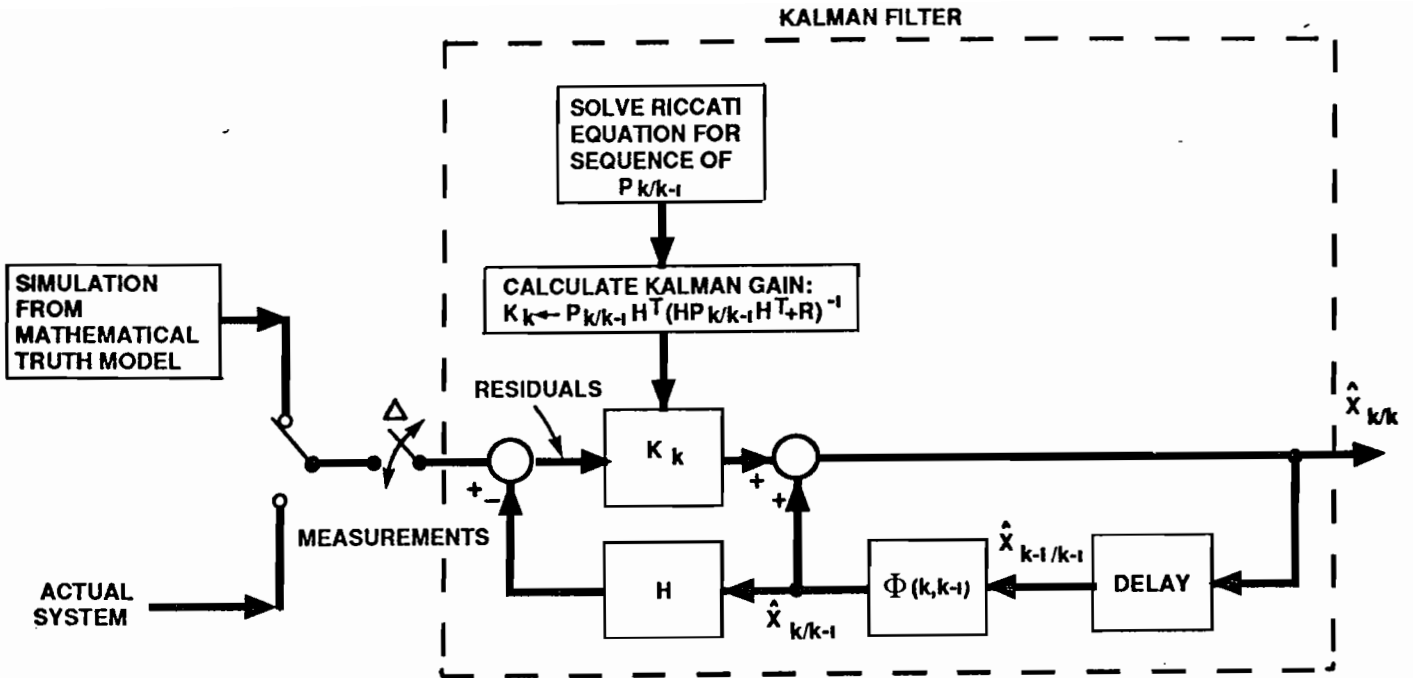 KALMAN FILTER
SOLVE RICCATI
EQUATION FOR
SEQUENCE OF
P k/k-1
SIMULATION
FROM
MATHEMATICAL
TRUTH MODEL
CALCULATE KALMAN GAIN:
K k ← P k/k-1 H T (HP k/k-1 H T +R) -1
RESIDUALS
Δ
K k
X̂ k/k
+ −
+ +
MEASUREMENTS
ACTUAL
SYSTEM
H
X̂ k/k-1
Φ (k,k-1)
X̂ k-1/k-1
DELAY